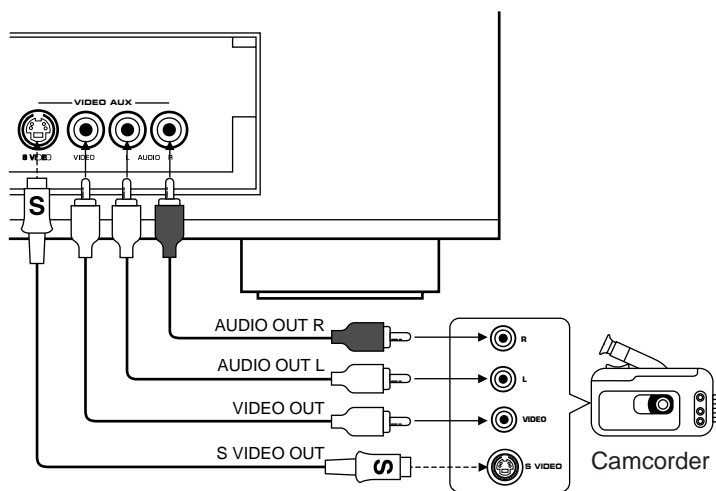 VIDEO AUX
S VIDEO VIDEO L AUDIO R
S
AUDIO OUT R
R
AUDIO OUT L
L
VIDEO OUT
VIDEO
S VIDEO OUT
S
S VIDEO
Camcorder